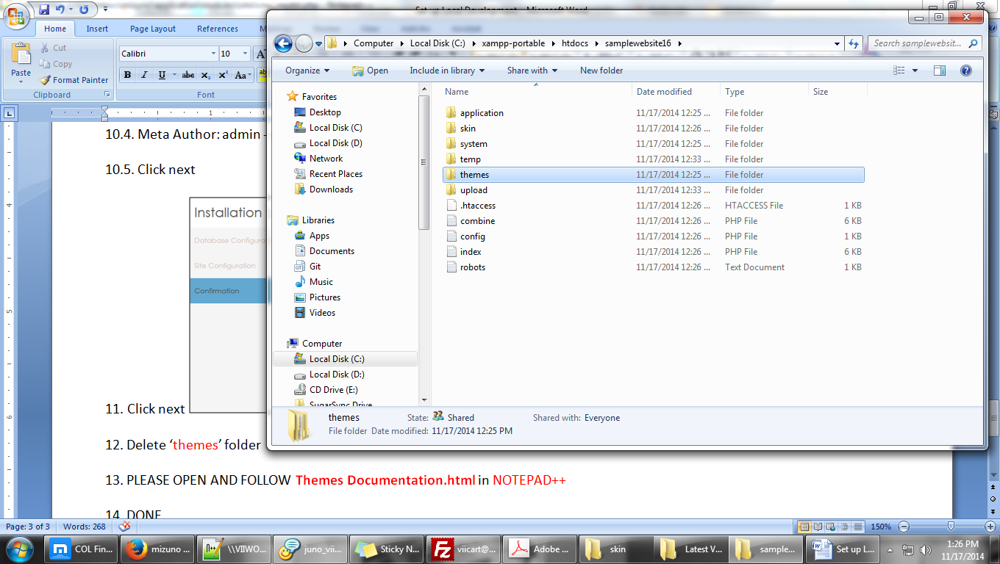 Set up Local Development - Microsoft Word
Home Insert Page Layout References
Paste
Cut
Copy
Format Painter
Clipboard
Calibri 10
B I U abc X₂ X² Aa
Font
1
10.4. Meta Author: admin -
10.5. Click next
Installation
Database Configura
Site Configuration
Confirmation
11. Click next
12. Delete ‘themes’ folder
13. PLEASE OPEN AND FOLLOW Themes Documentation.html in NOTEPAD++
14. DONE
Computer Local Disk (C:) xampp-portable htdocs samplewebsite16
Search samplewebsit...
Organize Open Include in library Share with New folder
Favorites
Desktop
Local Disk (C)
Local Disk (D)
Network
Recent Places
Downloads
Libraries
Apps
Documents
Git
Music
Pictures
Videos
Computer
Local Disk (C:)
Local Disk (D:)
CD Drive (E:)
SugarSync Drive
Name Date modified Type Size
application 11/17/2014 12:25 ... File folder
skin 11/17/2014 12:26 ... File folder
system 11/17/2014 12:25 ... File folder
temp 11/17/2014 12:33 ... File folder
themes 11/17/2014 12:25 ... File folder
upload 11/17/2014 12:33 ... File folder
.htaccess 11/17/2014 12:26 ... HTACCESS File 1 KB
combine 11/17/2014 12:26 ... PHP File 6 KB
config 11/17/2014 12:26 ... PHP File 1 KB
index 11/17/2014 12:26 ... PHP File 6 KB
robots 11/17/2014 12:26 ... Text Document 1 KB
themes State: Shared Shared with: Everyone
File folder Date modified: 11/17/2014 12:25 PM
Page: 3 of 3 Words: 268 150%
COL Fin... mizuno ... \\VIIWO... juno_vii... Sticky N... viicart@... Adobe ... skin Latest V... sample... Set up L...
1:26 PM
11/17/2014